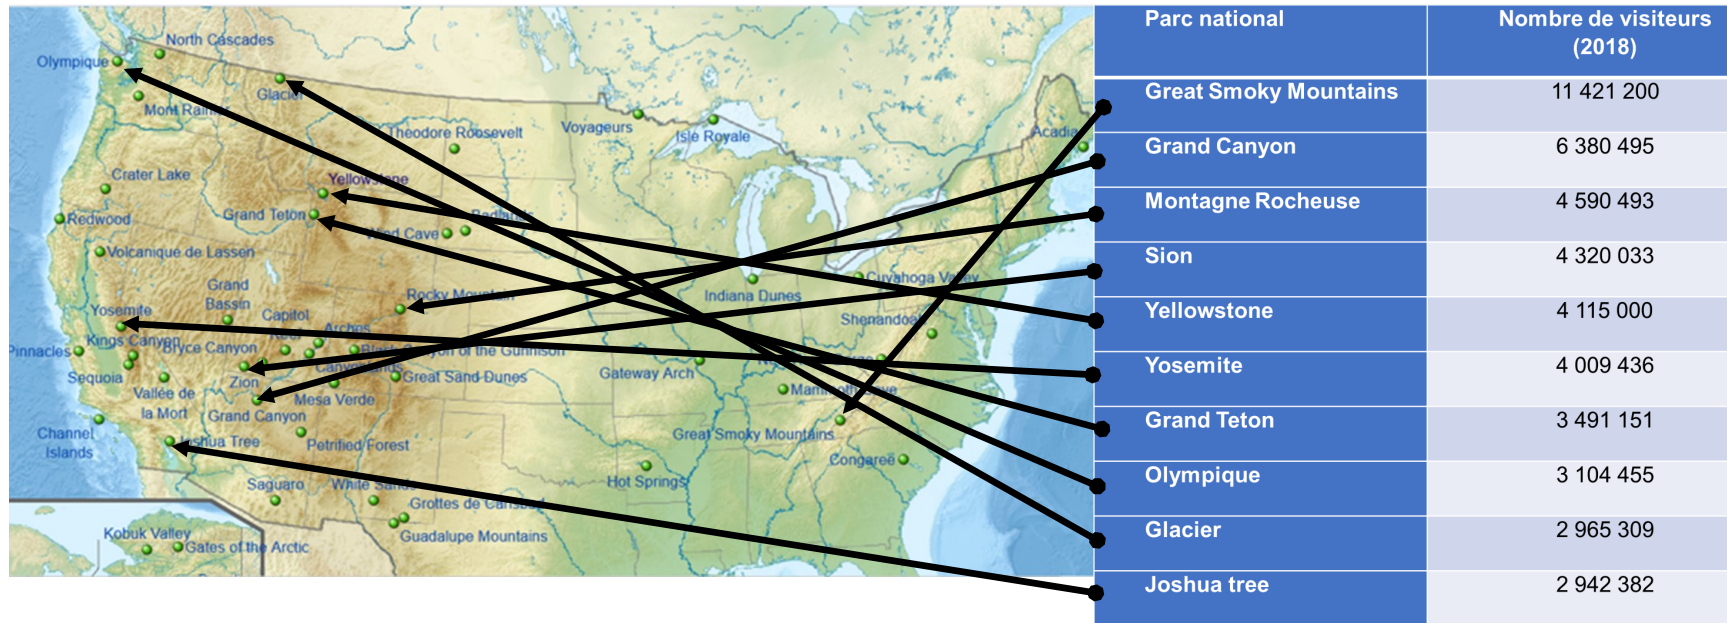 North Cascades
Olympique
Glacier
Mont Rainier
Theodore Roosevelt
Voyageurs
Isle Royale
Acadia
Crater Lake
Yellowstone
Redwood
Grand Teton
Badlands
Wind Cave
Volcanique de Lassen
Cuyahoga Valley
Grand
Bassin
Rocky Mountain
Indiana Dunes
Yosemite
Capitol
Reef
Shenandoah
Arches
Kings Canyon
Bryce Canyon
Pinnacles
Black Canyon of the Gunnison
Canyonlands
Gateway Arch
Sequoia
Zion
Great Sand Dunes
Mammoth Cave
Vallée de
la Mort
Mesa Verde
Grand Canyon
Channel
Islands
Joshua Tree
Petrified Forest
Great Smoky Mountains
Congaree
Saguaro
White Sands
Hot Springs
Grottes de Carlsbad
Guadalupe Mountains
Kobuk Valley
Gates of the Arctic
Parc national Nombre de visiteurs
(2018)
Great Smoky Mountains 11 421 200
Grand Canyon 6 380 495
Montagne Rocheuse 4 590 493
Sion 4 320 033
Yellowstone 4 115 000
Yosemite 4 009 436
Grand Teton 3 491 151
Olympique 3 104 455
Glacier 2 965 309
Joshua tree 2 942 382